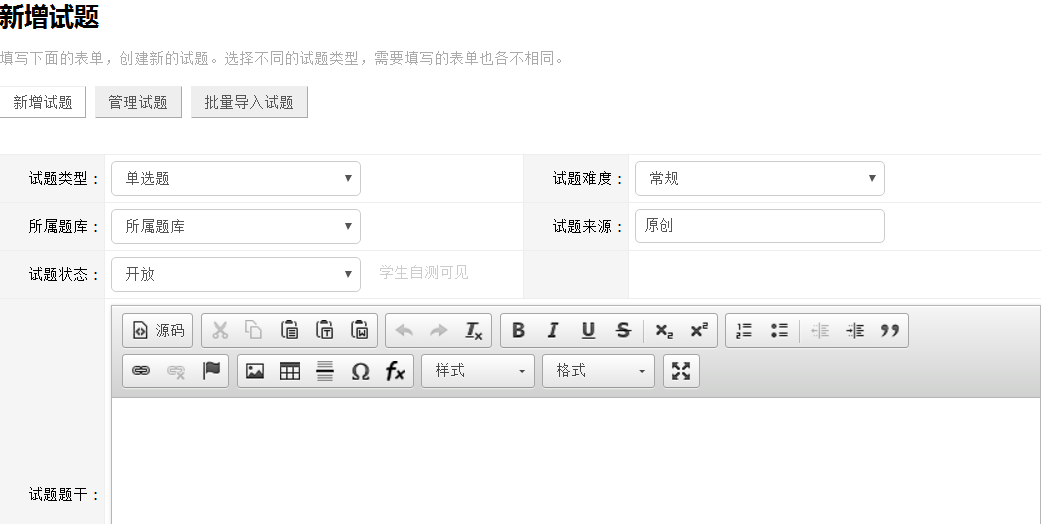 新增试题
填写下面的表单，创建新的试题。选择不同的试题类型，需要填写的表单也各不相同。
新增试题 管理试题 批量导入试题
试题类型： 单选题 试题难度： 常规
所属题库： 所属题库 试题来源： 原创
试题状态： 开放 学生自测可见
源码
样式 格式
试题题干：